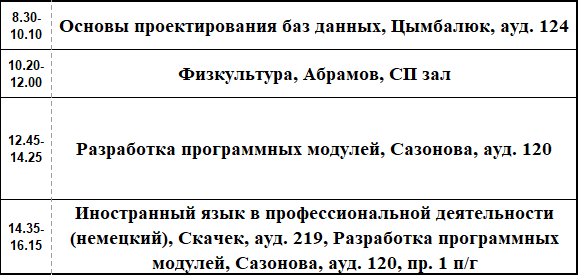 8.30-
10.10
Основы проектирования баз данных, Цымбалюк, ауд. 124
10.20-
12.00
Физкультура, Абрамов, СП зал
12.45-
14.25
Разработка программных модулей, Сазонова, ауд. 120
14.35-
16.15
Иностранный язык в профессиональной деятельности
(немецкий), Скачек, ауд. 219, Разработка программных
модулей, Сазонова, ауд. 120, пр. 1 п/г